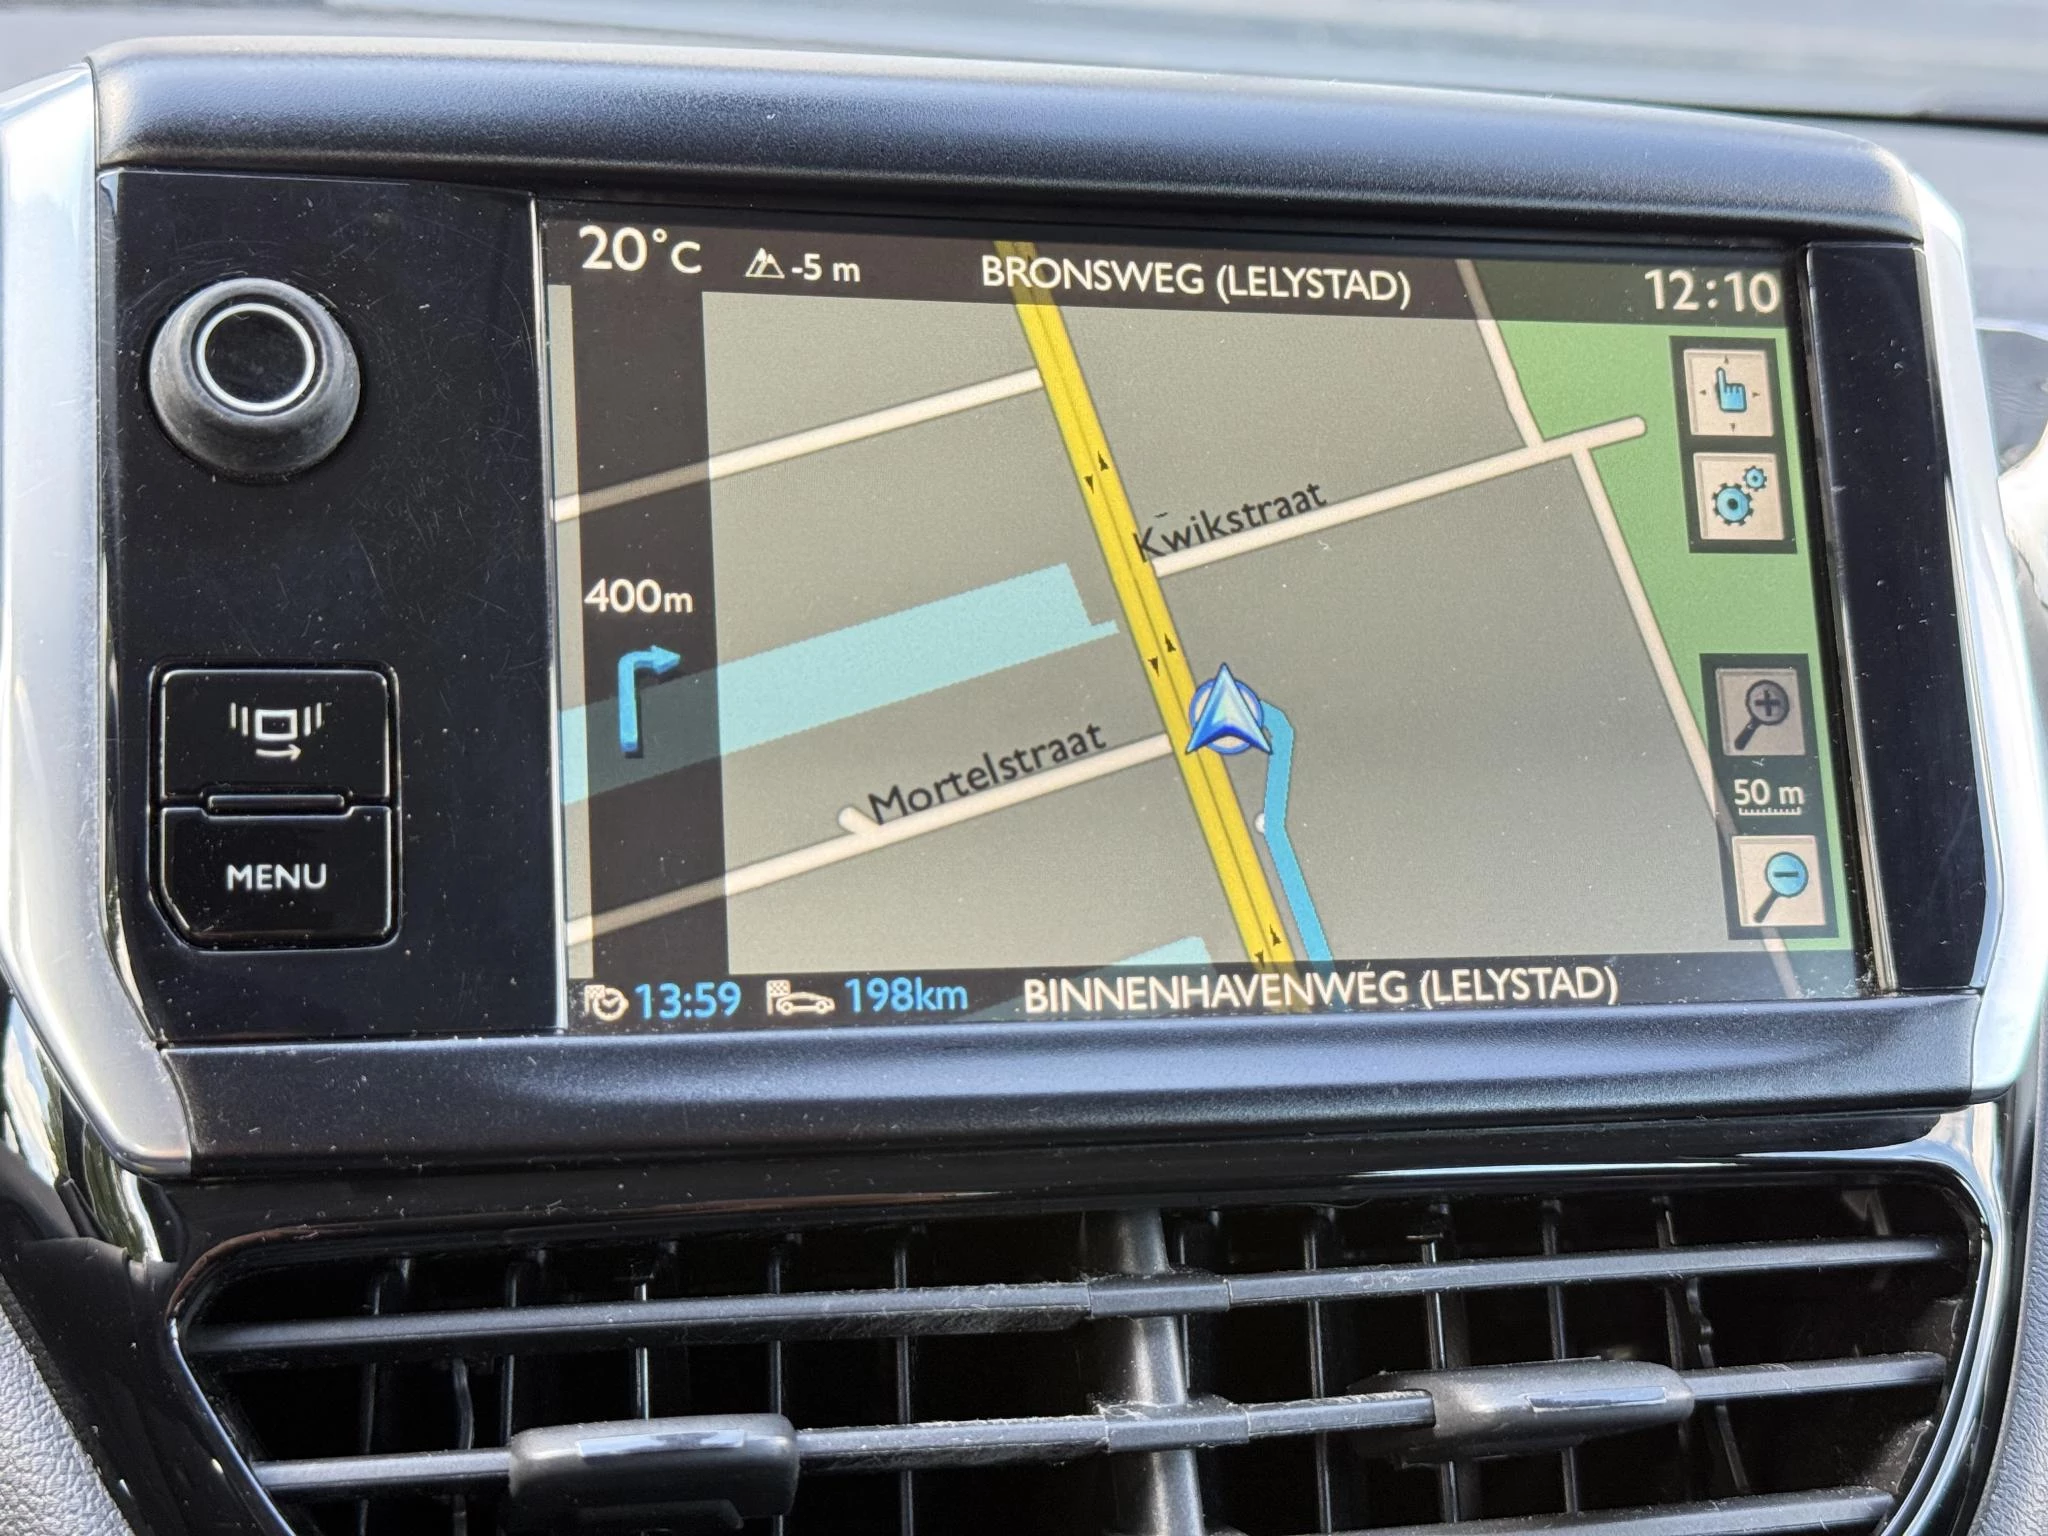 20°C -5 m BRONSWEG (LELYSTAD) 12:10
Kwikstraat
400m
Mortelstraat
50 m
MENU
13:59 198km BINNENHAVENWEG (LELYSTAD)